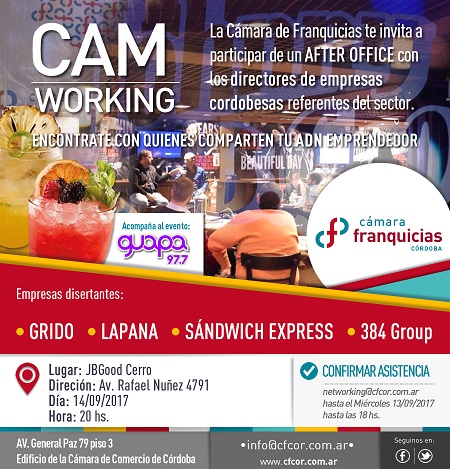 CAM
WORKING
La Cámara de Franquicias te invita a
participar de un AFTER OFFICE con
los directores de empresas
cordobesas referentes del sector.
ENCONTRATE CON QUIENES COMPARTEN TU ADN EMPRENDEDOR
BEAUTIFUL DAY
Acompaña al evento:
guapa
97.7
cámara
franquicias
CÓRDOBA
Empresas disertantes:
• GRIDO • LAPANA • SÁNDWICH EXPRESS • 384 Group
Lugar: JBGood Cerro
Direción: Av. Rafael Nuñez 4791
Día: 14/09/2017
Hora: 20 hs.
CONFIRMAR ASISTENCIA
networking@cfcor.com.ar
hasta el Miércoles 13/09/2017
hasta las 18 hs.
AV. General Paz 79 piso 3
Edificio de la Cámara de Comercio de Córdoba
•info@cfcor.com.ar•
www.cfcor.com.ar
Seguinos en: